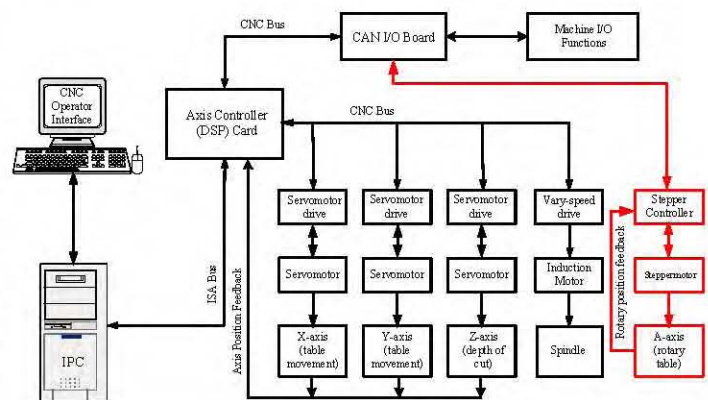 CNC Bus
CAN I/O Board
Machine I/O
Functions
CNC
Operator
Interface
Axis Controller
(DSP) Card
CNC Bus
Servomotor
drive
Servomotor
drive
Servomotor
drive
Vary-speed
drive
Stepper
Controller
ISA Bus
Axis Position Feedback
Rotary position feedback
Servomotor
Servomotor
Servomotor
Induction
Motor
Steppermotor
IPC
X-axis
(table
movement)
Y-axis
(table
movement)
Z-axis
(depth of
cut)
Spindle
A-axis
(rotary
table)